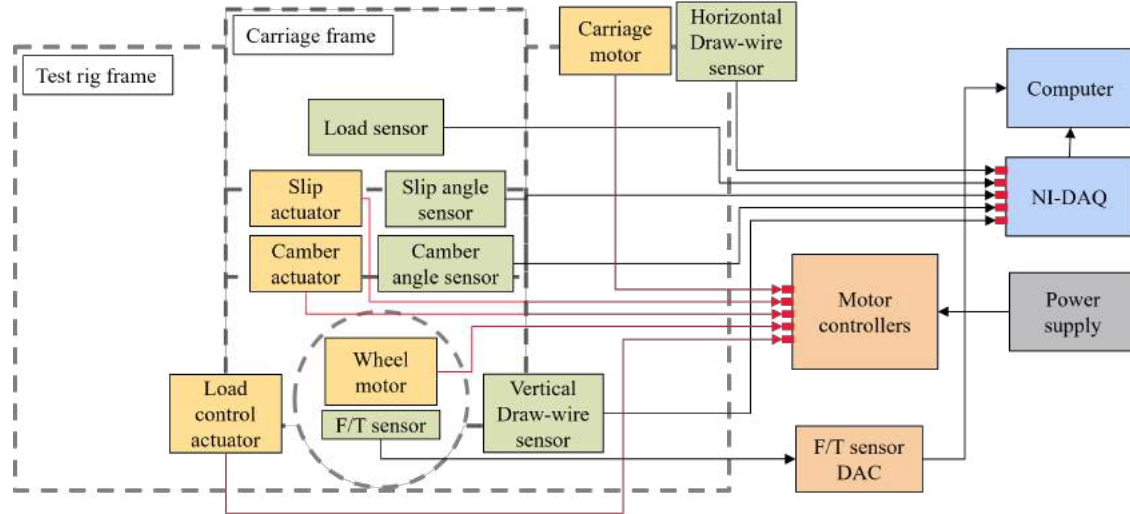 Carriage frame
Test rig frame
Carriage
motor
Horizontal
Draw-wire
sensor
Computer
Load sensor
Slip
actuator
Slip angle
sensor
NI-DAQ
Camber
actuator
Camber
angle sensor
Motor
controllers
Power
supply
Wheel
motor
Load
control
actuator
F/T sensor
Vertical
Draw-wire
sensor
F/T sensor
DAC